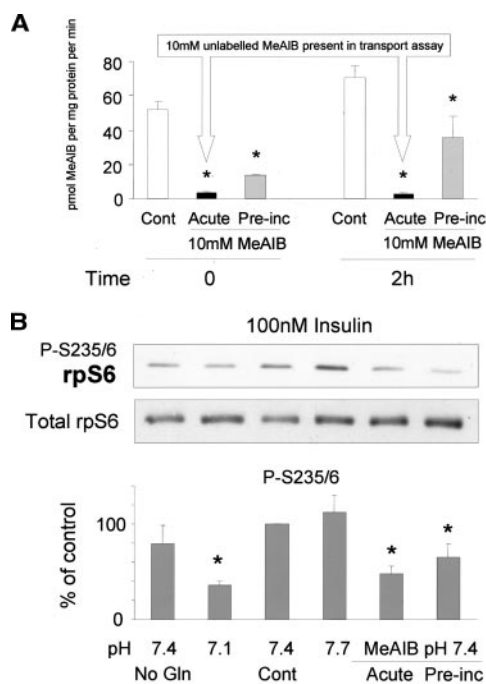 A
10mM unlabelled MeAIB present in transport assay
pmol MeAIB per mg protein per min
80
60
40
20
0
* * * *
Cont Acute Pre-inc Cont Acute Pre-inc
10mM MeAIB 10mM MeAIB
Time 0 2h
B
100nM Insulin
P-S235/6
rpS6
Total rpS6
P-S235/6
% of control
100
0
* * *
pH 7.4 7.1 7.4 7.7 MeAIB pH 7.4
No Gln Cont Acute Pre-inc